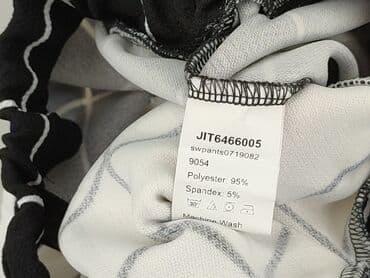 JIT6466005
swpants0719082
9054
Polyester: 95%
Spandex: 5%
Machine Wash